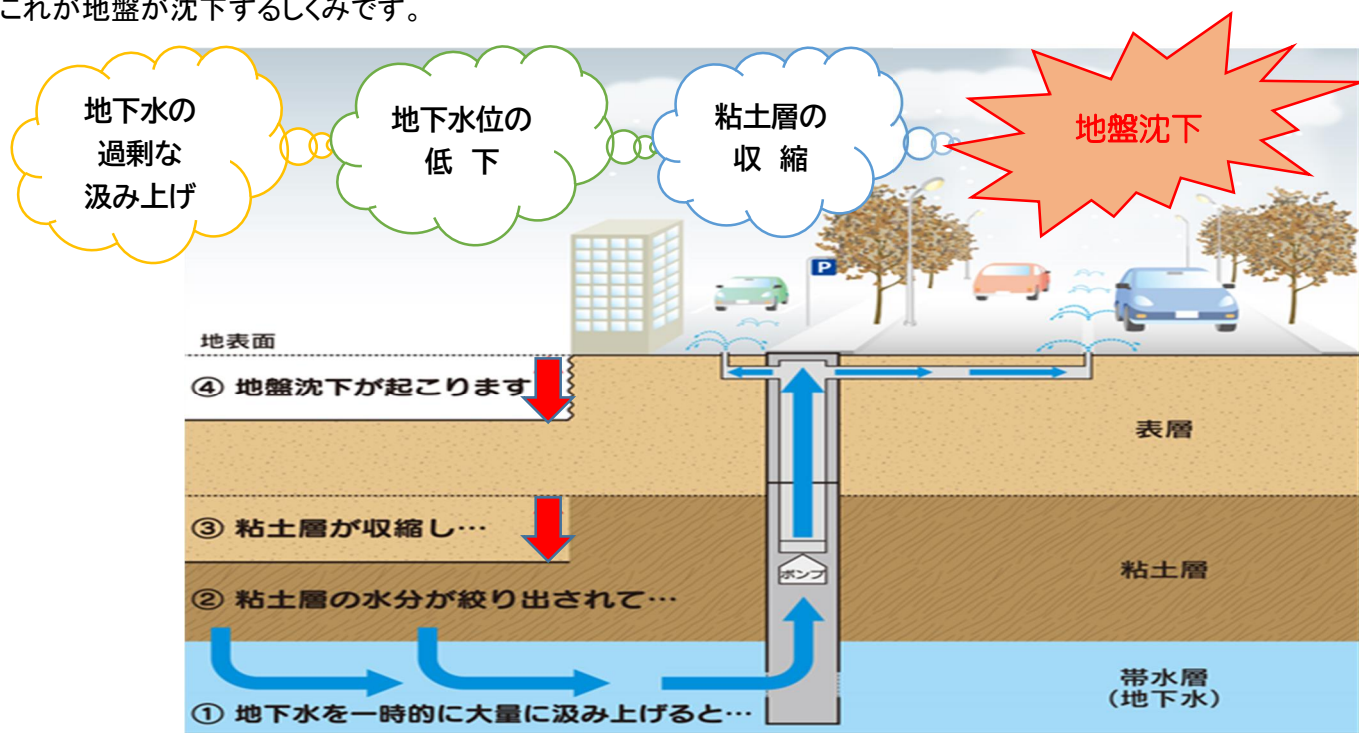 これが地盤が沈下するしくみです。
地下水の
過剰な
汲み上げ
地下水位の
低 下
粘土層の
収 縮
地盤沈下
P
地表面
④ 地盤沈下が起こります
表層
③ 粘土層が収縮し…
ポンプ
粘土層
② 粘土層の水分が絞り出されて…
帯水層
(地下水)
① 地下水を一時的に大量に汲み上げると…